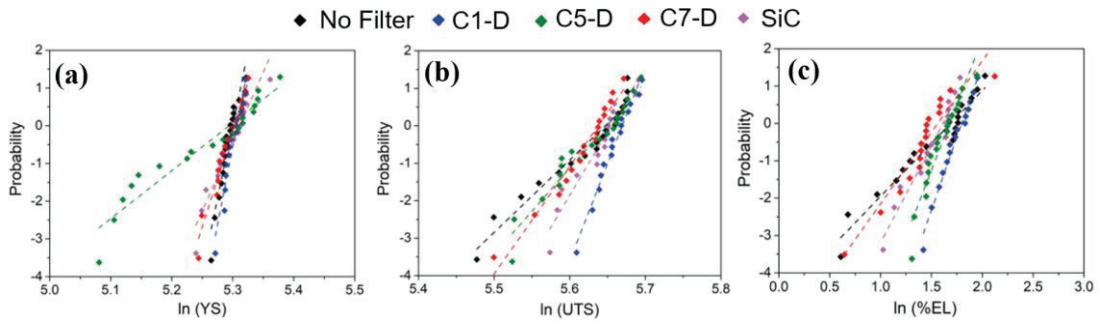 No Filter C1-D C5-D C7-D SiC
(a)
Probability
2
1
0
-1
-2
-3
-4
5.0 5.1 5.2 5.3 5.4 5.5
ln (YS)
(b)
Probability
2
1
0
-1
-2
-3
-4
5.4 5.5 5.6 5.7 5.8
ln (UTS)
(c)
Probability
2
1
0
-1
-2
-3
-4
0.0 0.5 1.0 1.5 2.0 2.5 3.0
ln (%EL)